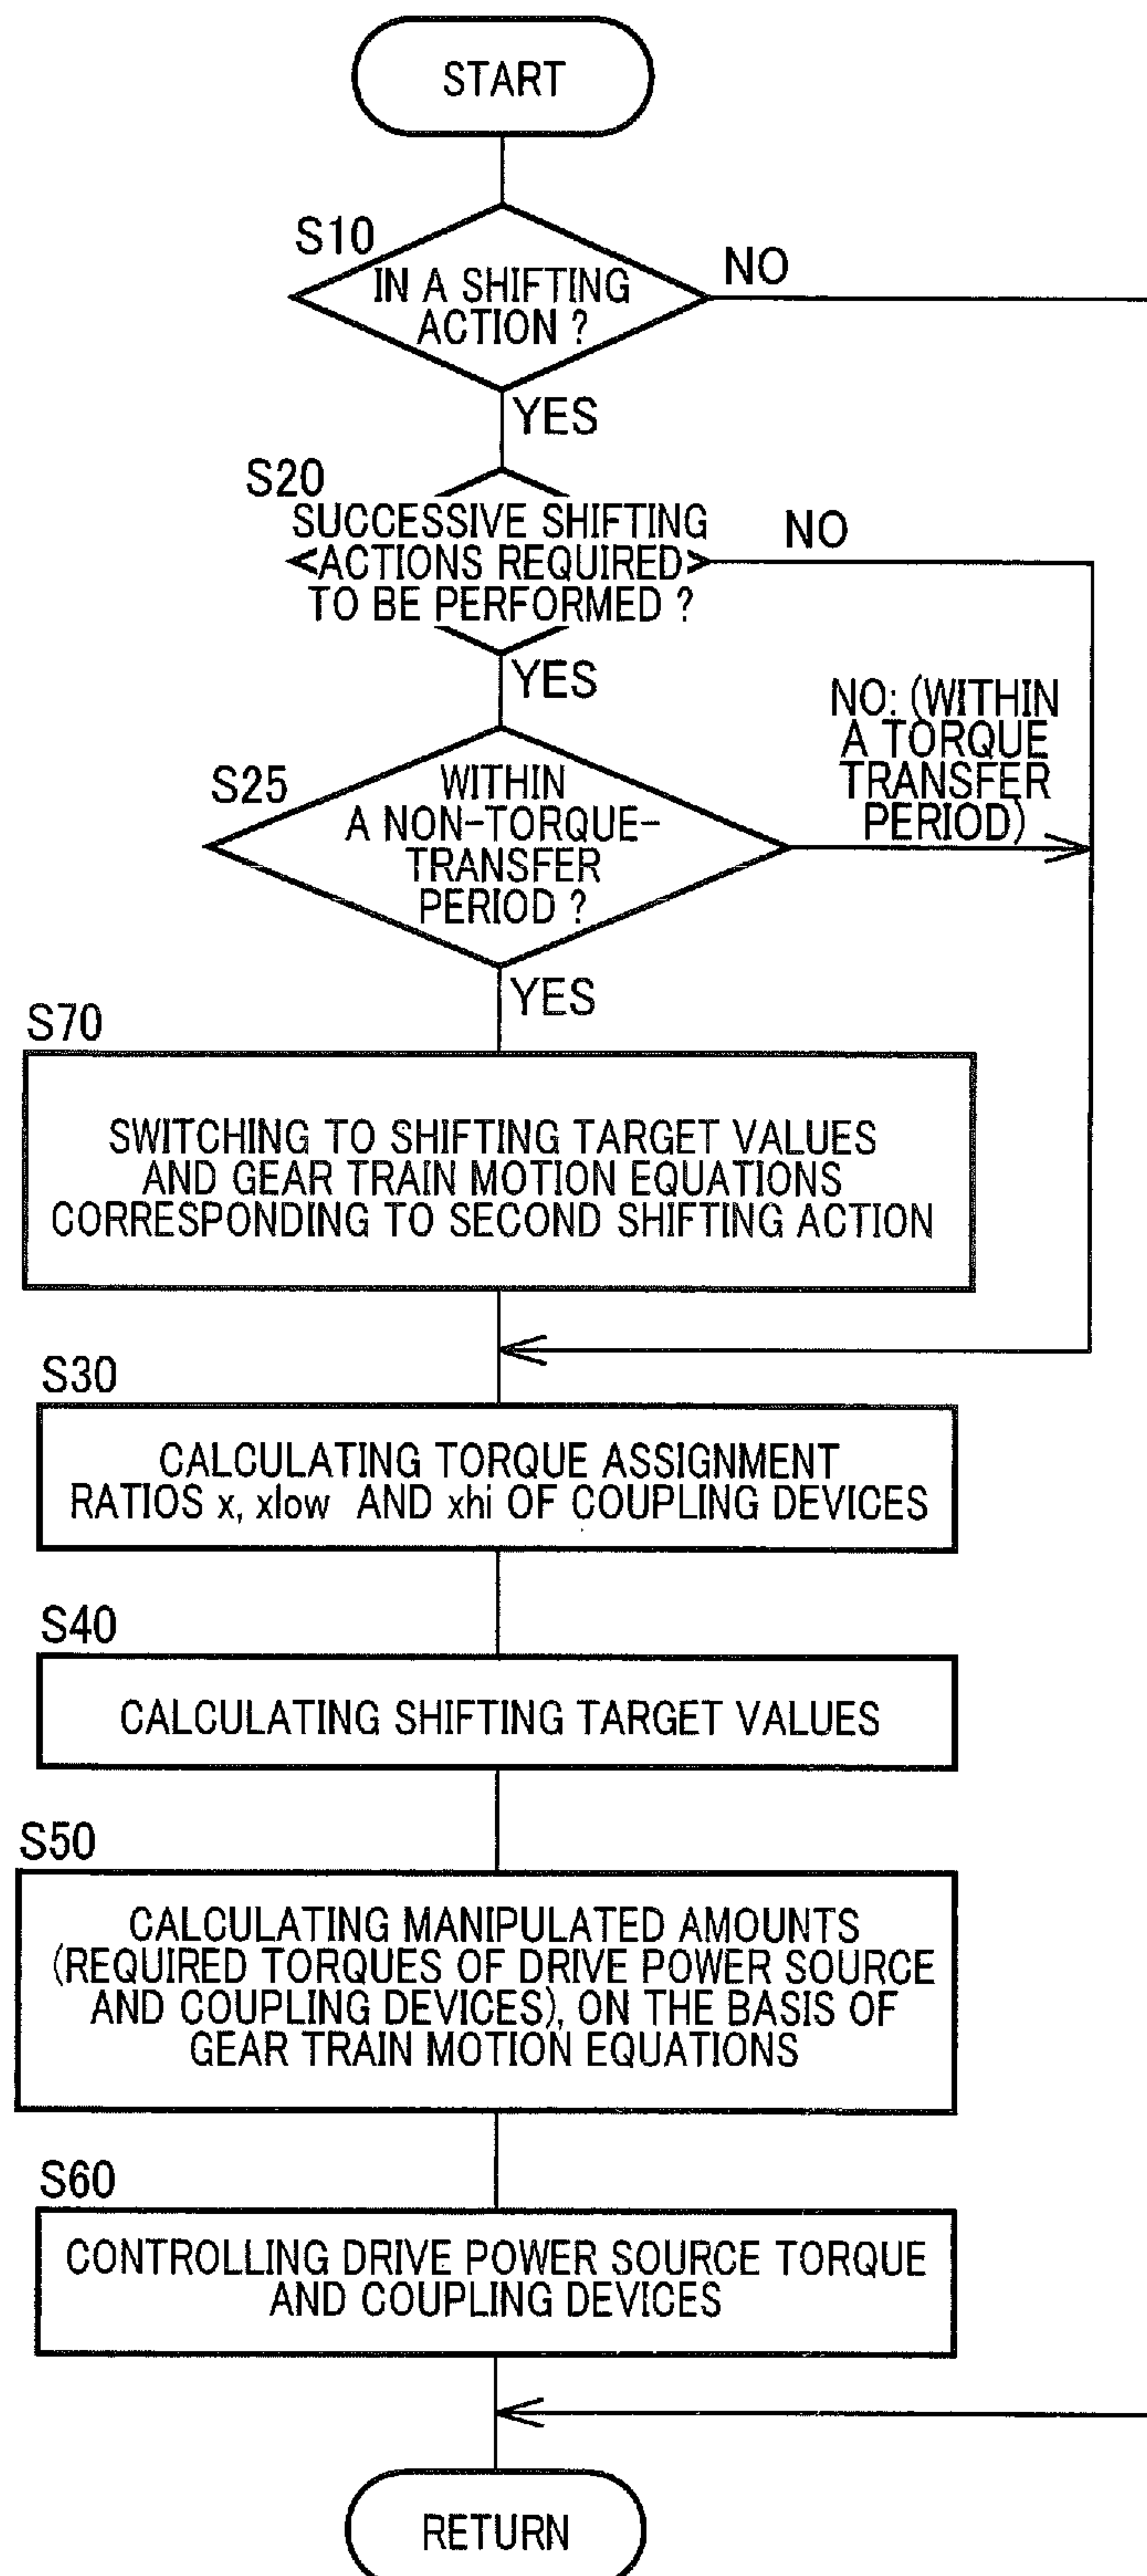 START
S10
IN A SHIFTING
ACTION ?
NO
YES
S20
SUCCESSIVE SHIFTING
<ACTIONS REQUIRED>
TO BE PERFORMED ?
NO
YES
NO: (WITHIN
A TORQUE
TRANSFER
PERIOD)
S25
WITHIN
A NON-TORQUE-
TRANSFER
PERIOD ?
YES
S70
SWITCHING TO SHIFTING TARGET VALUES
AND GEAR TRAIN MOTION EQUATIONS
CORRESPONDING TO SECOND SHIFTING ACTION
S30
CALCULATING TORQUE ASSIGNMENT
RATIOS x, xlow AND xhi OF COUPLING DEVICES
S40
CALCULATING SHIFTING TARGET VALUES
S50
CALCULATING MANIPULATED AMOUNTS
(REQUIRED TORQUES OF DRIVE POWER SOURCE
AND COUPLING DEVICES), ON THE BASIS OF
GEAR TRAIN MOTION EQUATIONS
S60
CONTROLLING DRIVE POWER SOURCE TORQUE
AND COUPLING DEVICES
RETURN